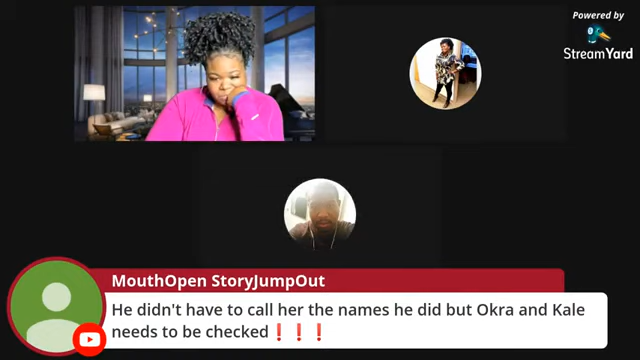 Powered by
StreamYard
MouthOpen StoryJumpOut
He didn't have to call her the names he did but Okra and Kale
needs to be checked❗❗❗